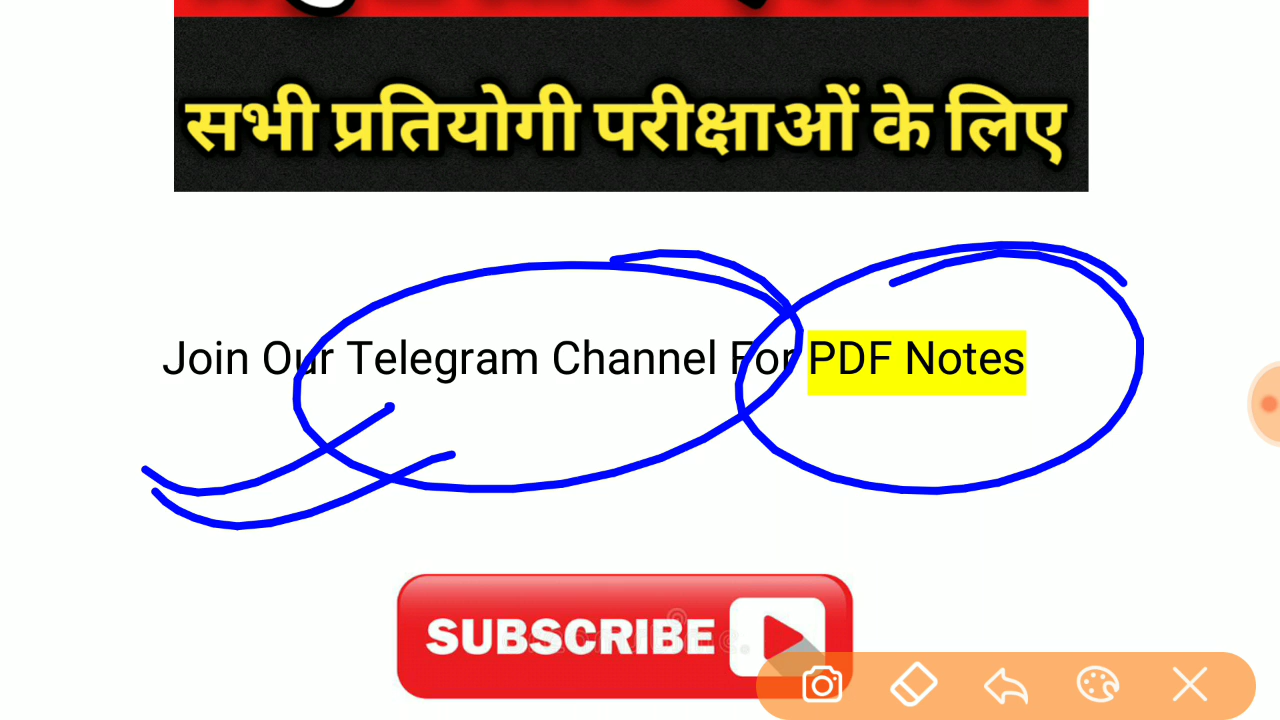 सभी प्रतियोगी परीक्षाओं के लिए
Join Our Telegram Channel For PDF Notes
SUBSCRIBE